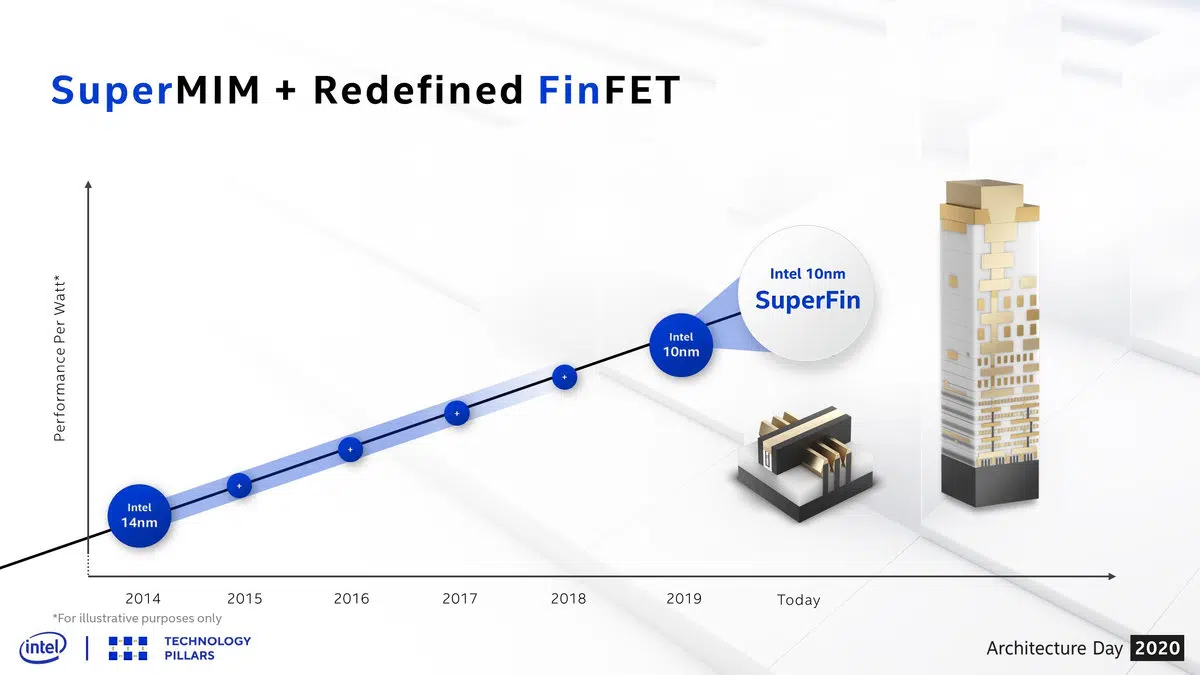 SuperMIM + Redefined FinFET
Performance Per Watt*
Intel 10nm
SuperFin
Intel
10nm
+
+
+
+
Intel
14nm
2014 2015 2016 2017 2018 2019 Today
*For illustrative purposes only
intel
TECHNOLOGY
PILLARS
Architecture Day 2020